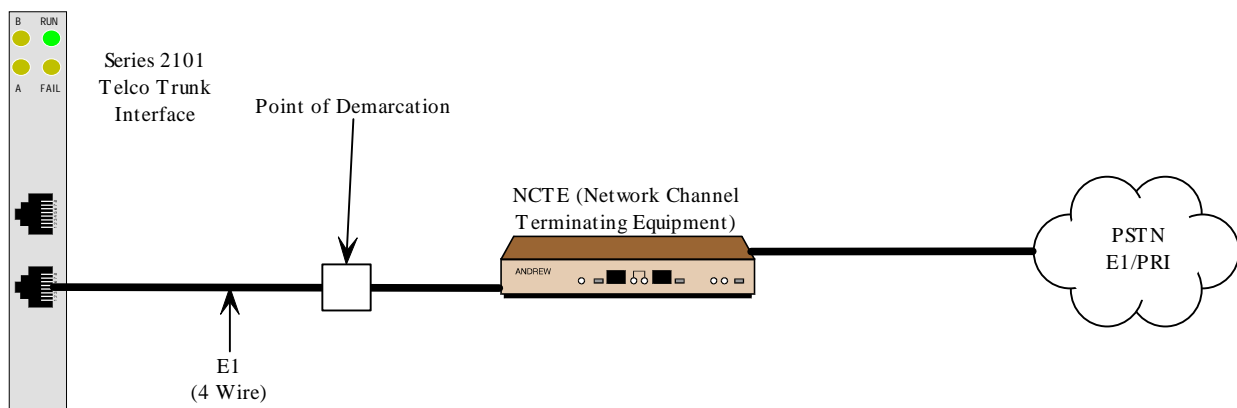 B RUN
A FAIL
Series 2101
Telco Trunk
Interface
Point of Demarcation
NCTE (Network Channel
Terminating Equipment)
ANDREW
PSTN
E1/PRI
E1
(4 Wire)